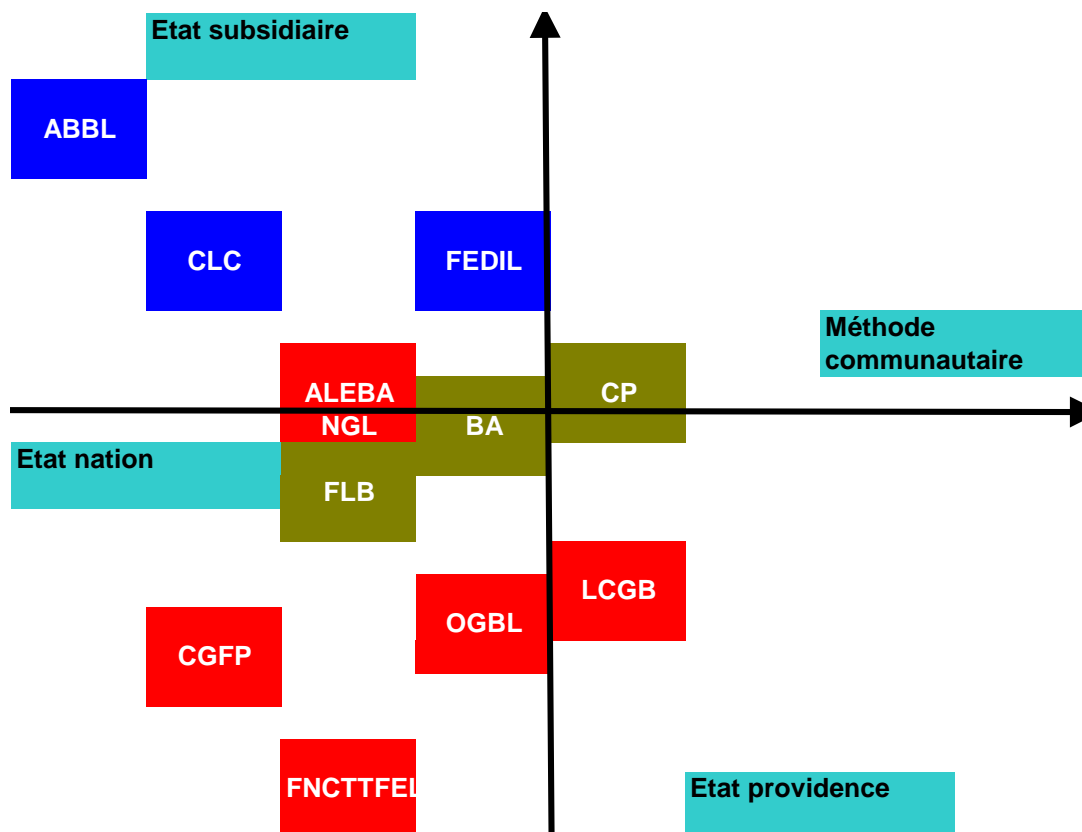 Etat subsidiaire
ABBL
CLC
FEDIL
Méthode
communautaire
ALEBA
NGL
CP
BA
Etat nation
FLB
LCGB
OGBL
CGFP
FNCTTFEL
Etat providence